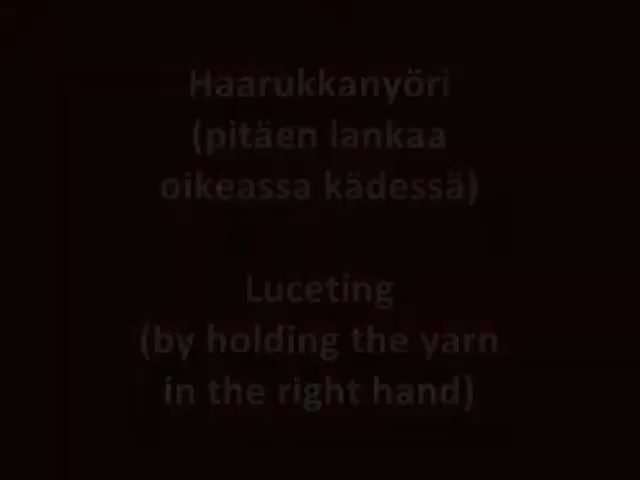 Haarukkanyöri
(pitäen lankaa
oikeassa kädessä)
Luceting
(by holding the yarn
in the right hand)